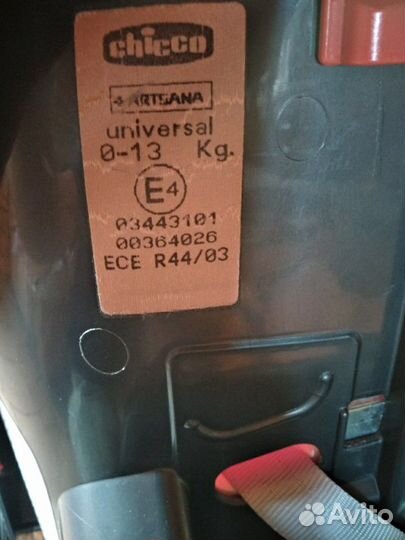 chicco
ARTSANA
universal
0-13 Kg.
E4
03443101
00364026
ECE R44/03
Avito